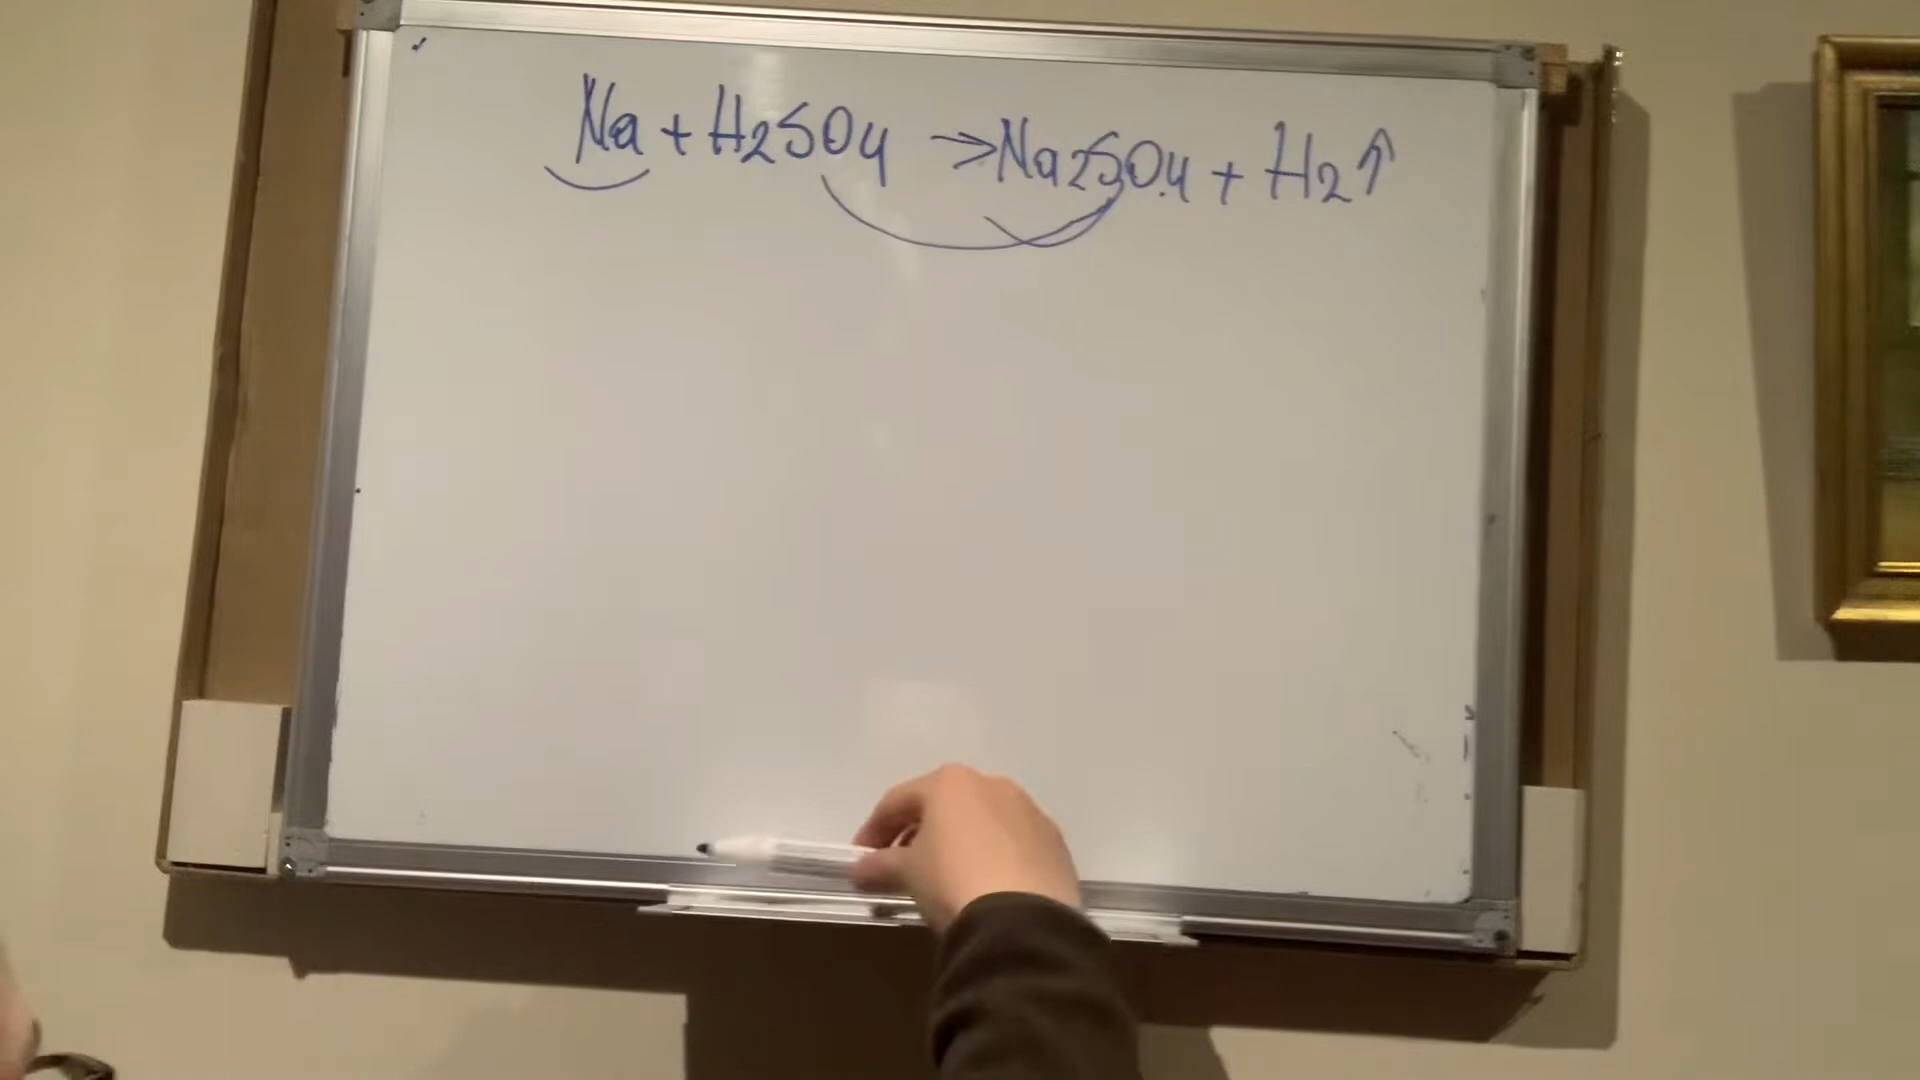 Na + H2SO4 → Na2SO4 + H2↑